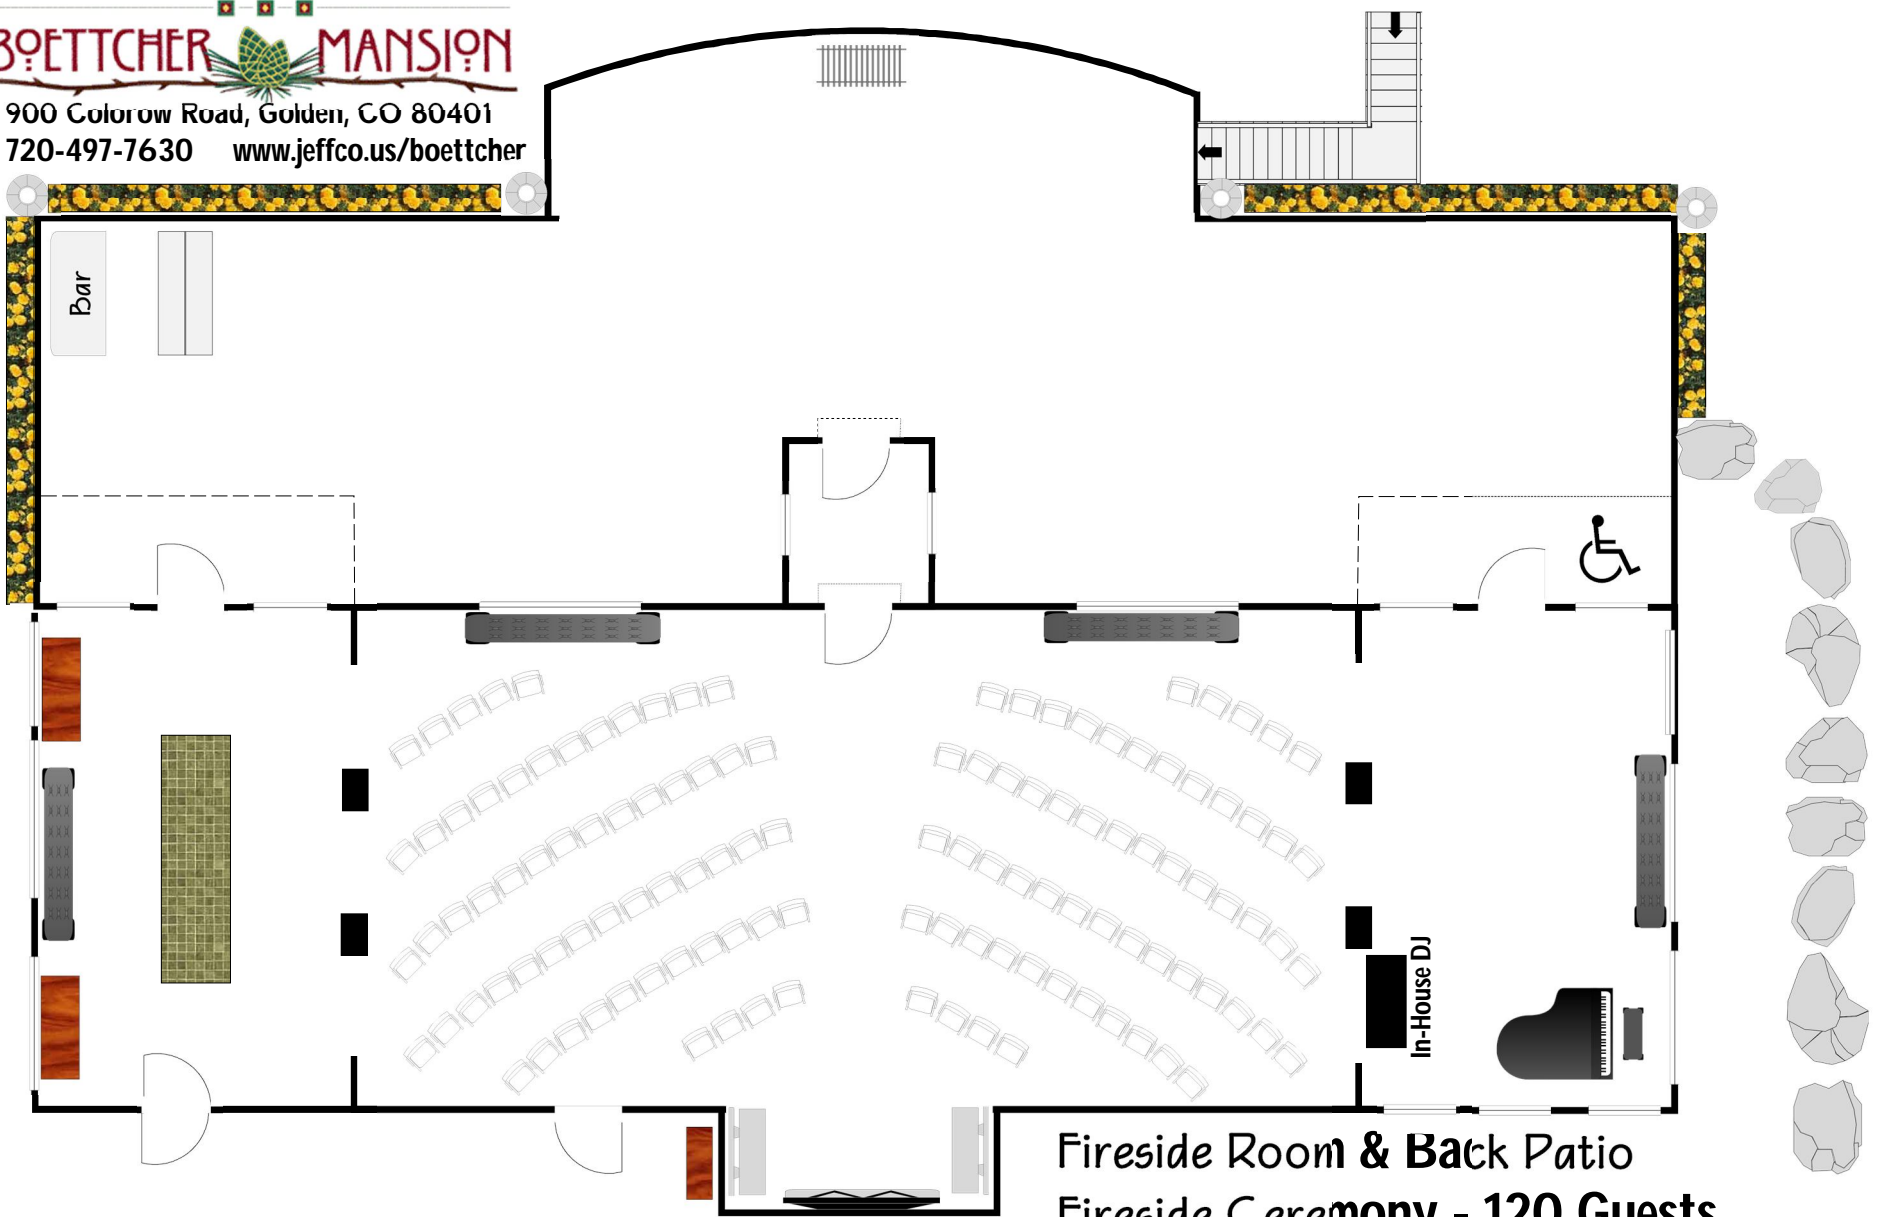 BOETTCHER MANSION
900 Colorow Road, Golden, CO 80401
720-497-7630 www.jeffco.us/boettcher
Bar
In-House DJ
Fireside Room & Back Patio
Fireside Ceremony - 120 Guests